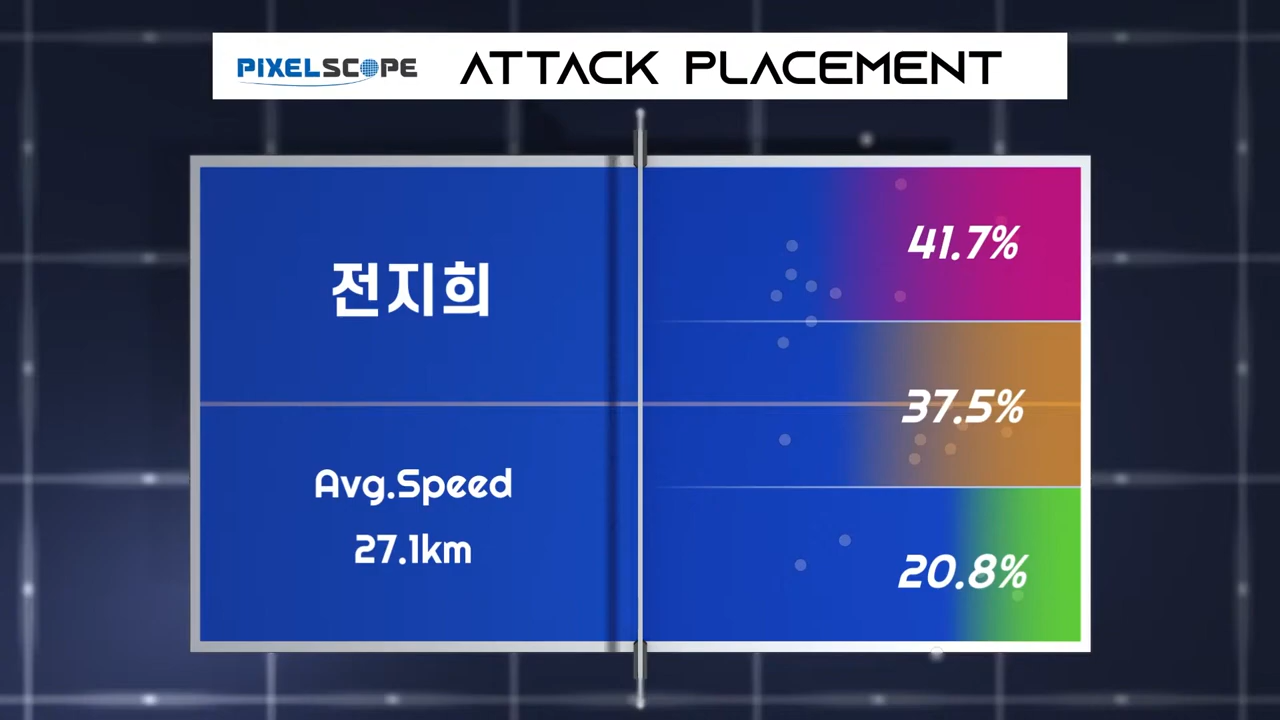 PIXELSCOPE
ATTACK PLACEMENT
전지희
Avg.Speed
27.1km
41.7%
37.5%
20.8%